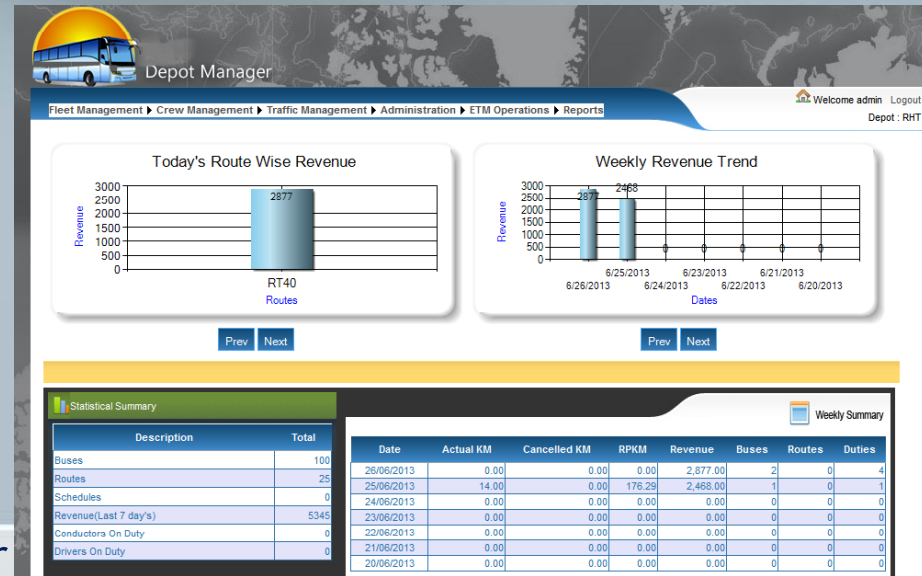 Depot Manager
Fleet Management Crew Management Traffic Management Administration ETM Operations Reports
Welcome admin Logout
Depot : RHT
Today's Route Wise Revenue
3000
2500
2000
1500
1000
500
0
Revenue
2877
RT40
Routes
Prev Next
Weekly Revenue Trend
3000
2500
2000
1500
1000
500
0
Revenue
2877 2468 0 0 0 0 0
6/25/2013 6/23/2013 6/21/2013
6/26/2013 6/24/2013 6/22/2013 6/20/2013
Dates
Prev Next
Statistical Summary
Description Total
Buses 100
Routes 25
Schedules 0
Revenue(Last 7 day's) 5345
Conductors On Duty 0
Drivers On Duty 0
Weekly Summary
Date Actual KM Cancelled KM RPKM Revenue Buses Routes Duties
26/06/2013 0.00 0.00 0.00 2,877.00 2 0 4
25/06/2013 14.00 0.00 176.29 2,468.00 1 0 1
24/06/2013 0.00 0.00 0.00 0.00 0 0 0
23/06/2013 0.00 0.00 0.00 0.00 0 0 0
22/06/2013 0.00 0.00 0.00 0.00 0 0 0
21/06/2013 0.00 0.00 0.00 0.00 0 0 0
20/06/2013 0.00 0.00 0.00 0.00 0 0 0